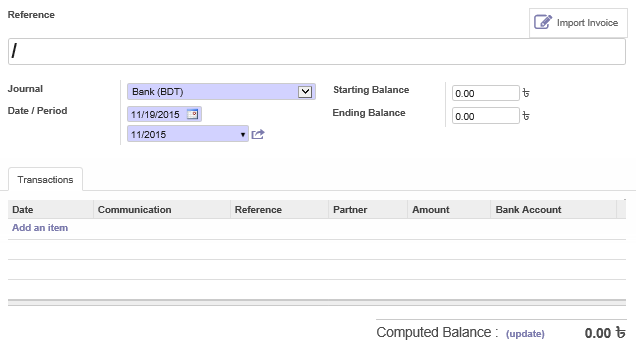 Reference
Import Invoice
/
Journal
Bank (BDT)
Starting Balance
0.00 ৳
Date / Period
11/19/2015
Ending Balance
0.00 ৳
11/2015
Transactions
Date Communication Reference Partner Amount Bank Account
Add an item
Computed Balance : (update) 0.00 ৳